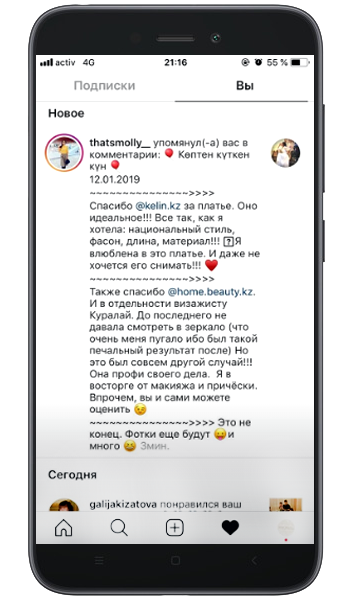 activ 4G 21:16 55 %
Подписки Вы
Новое
thatsmolly__ упомянул(-а) вас в
комментарии: 🎈 Көптен күткен
күн 🎈
12.01.2019
~~~~~~~~~~~~~~~>>>>
Спасибо @kelin.kz за платье. Оно
идеальное!!! Все так, как я
хотела: национальный стиль,
фасон, длина, материал!!! ⍰Я
влюблена в это платье. И даже не
хочется его снимать!!! ❤️
~~~~~~~~~~~~~~~>>>>
Также спасибо @home.beauty.kz.
И в отдельности визажисту
Куралай. До последнего не
давала смотреть в зеркало (что
очень меня пугало ибо был такой
печальный результат после) Но
это был совсем другой случай!!!
Она профи своего дела. Я в
восторге от макияжа и причёски.
Впрочем, вы и сами можете
оценить 😉
~~~~~~~~~~~~~~~>>>> Это не
конец. Фотки еще будут 😛и
много 😄 3мин.
Сегодня
galijakizatova понравился ваш